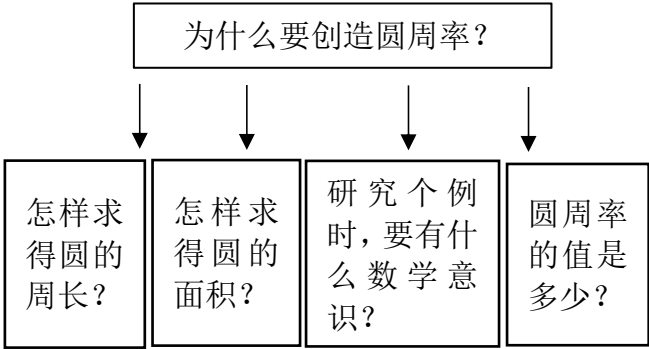 为什么要创造圆周率？
怎样求
得圆的
周长？
怎样求
得圆的
面积？
研究个例
时，要有什
么数学意
识？
圆周率
的值是
多少？